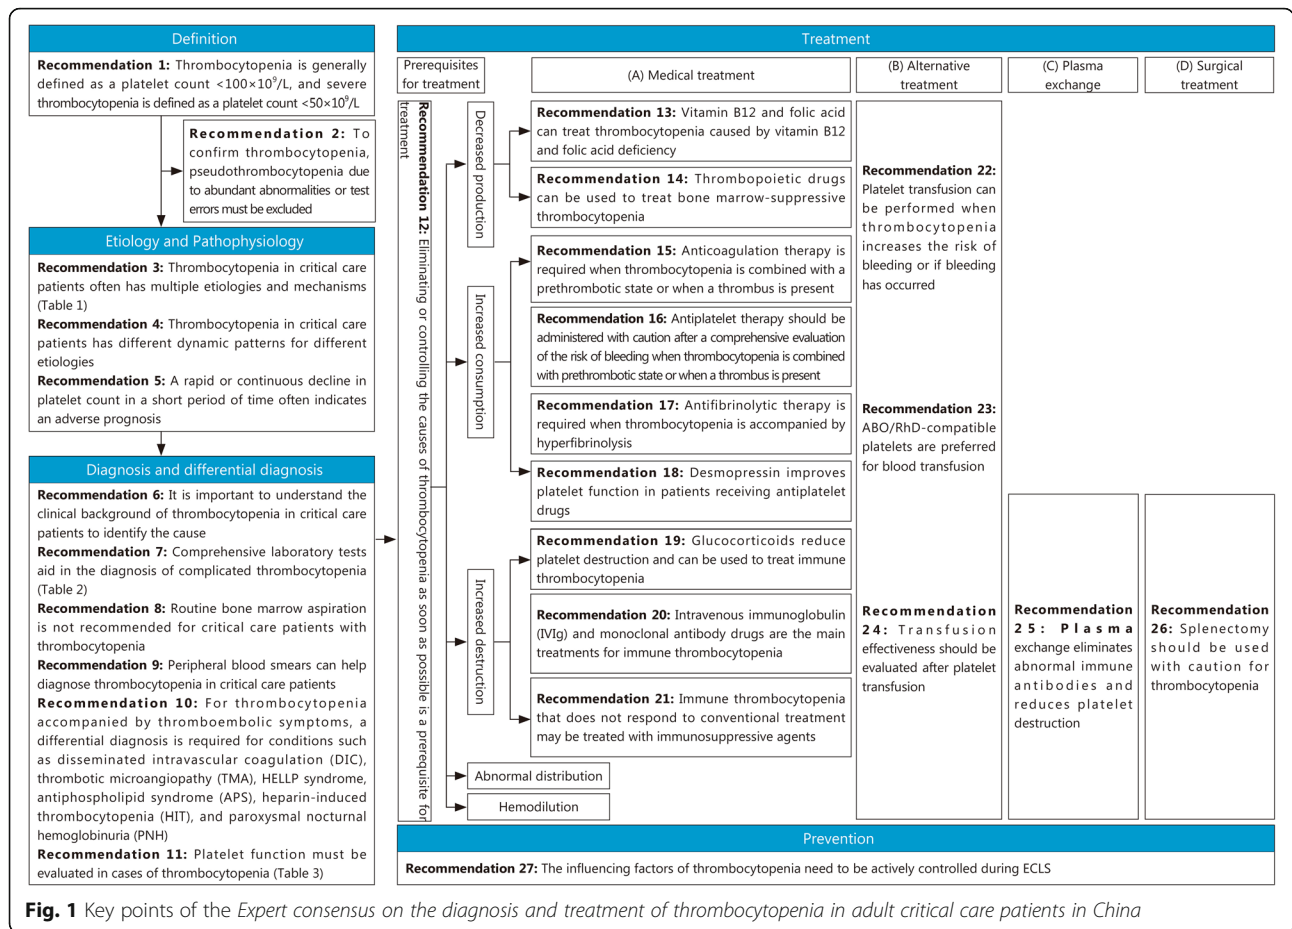 Definition
Recommendation 1: Thrombocytopenia is generally
defined as a platelet count <100×10⁹/L, and severe
thrombocytopenia is defined as a platelet count <50×10⁹/L
Recommendation 2: To
confirm thrombocytopenia,
pseudothrombocytopenia due
to abundant abnormalities or test
errors must be excluded
Etiology and Pathophysiology
Recommendation 3: Thrombocytopenia in critical care
patients often has multiple etiologies and mechanisms
(Table 1)
Recommendation 4: Thrombocytopenia in critical care
patients has different dynamic patterns for different
etiologies
Recommendation 5: A rapid or continuous decline in
platelet count in a short period of time often indicates
an adverse prognosis
Diagnosis and differential diagnosis
Recommendation 6: It is important to understand the
clinical background of thrombocytopenia in critical care
patients to identify the cause
Recommendation 7: Comprehensive laboratory tests
aid in the diagnosis of complicated thrombocytopenia
(Table 2)
Recommendation 8: Routine bone marrow aspiration
is not recommended for critical care patients with
thrombocytopenia
Recommendation 9: Peripheral blood smears can help
diagnose thrombocytopenia in critical care patients
Recommendation 10: For thrombocytopenia
accompanied by thromboembolic symptoms, a
differential diagnosis is required for conditions such
as disseminated intravascular coagulation (DIC),
thrombotic microangiopathy (TMA), HELLP syndrome,
antiphospholipid syndrome (APS), heparin-induced
thrombocytopenia (HIT), and paroxysmal nocturnal
hemoglobinuria (PNH)
Recommendation 11: Platelet function must be
evaluated in cases of thrombocytopenia (Table 3)
Treatment
Prerequisites
for treatment
Recommendation 12: Eliminating or controlling the causes of thrombocytopenia as soon as possible is a prerequisite for
treatment
(A) Medical treatment
Decreased production
Recommendation 13: Vitamin B12 and folic acid
can treat thrombocytopenia caused by vitamin B12
and folic acid deficiency
Recommendation 14: Thrombopoietic drugs
can be used to treat bone marrow-suppressive
thrombocytopenia
Increased consumption
Recommendation 15: Anticoagulation therapy is
required when thrombocytopenia is combined with a
prethrombotic state or when a thrombus is present
Recommendation 16: Antiplatelet therapy should be
administered with caution after a comprehensive evaluation
of the risk of bleeding when thrombocytopenia is combined
with prethrombotic state or when a thrombus is present
Recommendation 17: Antifibrinolytic therapy is
required when thrombocytopenia is accompanied by
hyperfibrinolysis
Recommendation 18: Desmopressin improves
platelet function in patients receiving antiplatelet
drugs
Increased destruction
Recommendation 19: Glucocorticoids reduce
platelet destruction and can be used to treat immune
thrombocytopenia
Recommendation 20: Intravenous immunoglobulin
(IVIg) and monoclonal antibody drugs are the main
treatments for immune thrombocytopenia
Recommendation 21: Immune thrombocytopenia
that does not respond to conventional treatment
may be treated with immunosuppressive agents
Abnormal distribution
Hemodilution
(B) Alternative
treatment
Recommendation 22:
Platelet transfusion can
be performed when
thrombocytopenia
increases the risk of
bleeding or if bleeding
has occurred
Recommendation 23:
ABO/RhD-compatible
platelets are preferred
for blood transfusion
Recommendation
24: Transfusion
effectiveness should be
evaluated after platelet
transfusion
(C) Plasma
exchange
Recommendation
25: Plasma
exchange eliminates
abnormal immune
antibodies and
reduces platelet
destruction
(D) Surgical
treatment
Recommendation
26: Splenectomy
should be used
with caution for
thrombocytopenia
Prevention
Recommendation 27: The influencing factors of thrombocytopenia need to be actively controlled during ECLS
Fig. 1 Key points of the Expert consensus on the diagnosis and treatment of thrombocytopenia in adult critical care patients in China